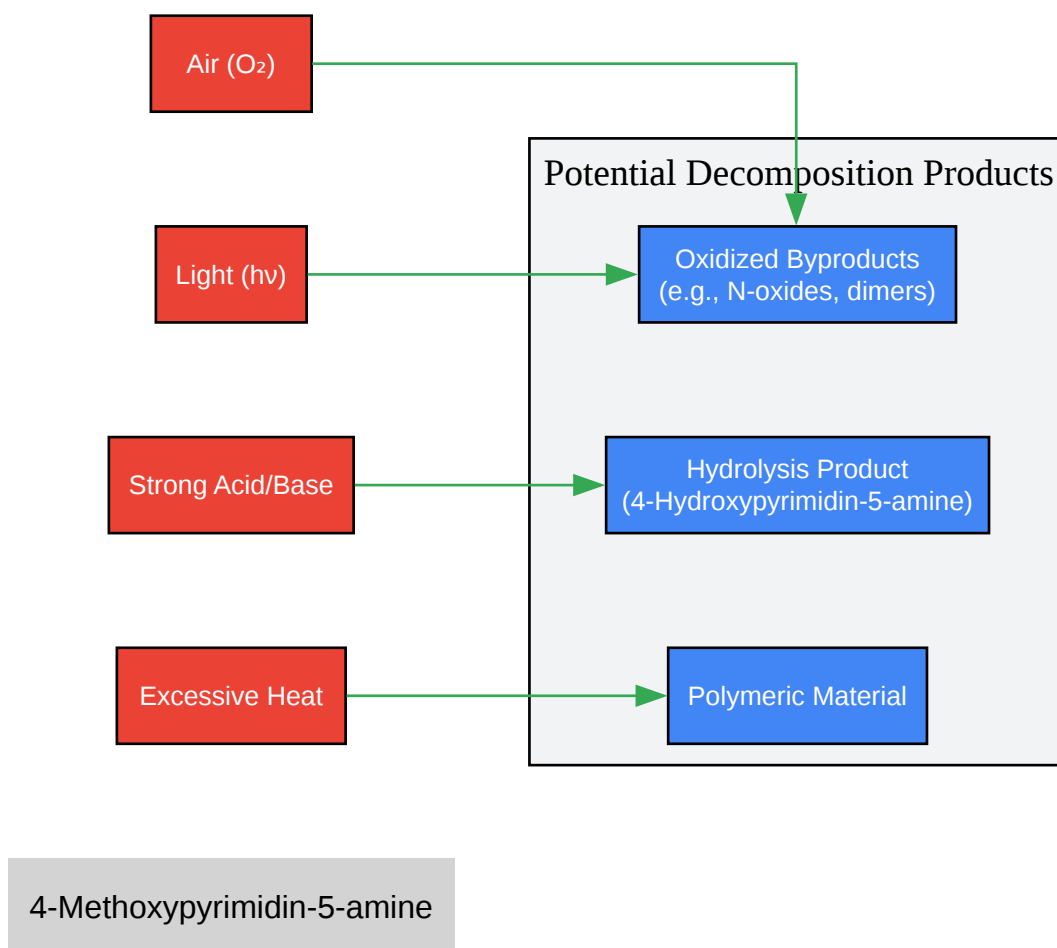 Air (O₂)
Potential Decomposition Products
Light (hν)
Oxidized Byproducts
(e.g., N-oxides, dimers)
Strong Acid/Base
Hydrolysis Product
(4-Hydroxypyrimidin-5-amine)
Excessive Heat
Polymeric Material
4-Methoxypyrimidin-5-amine